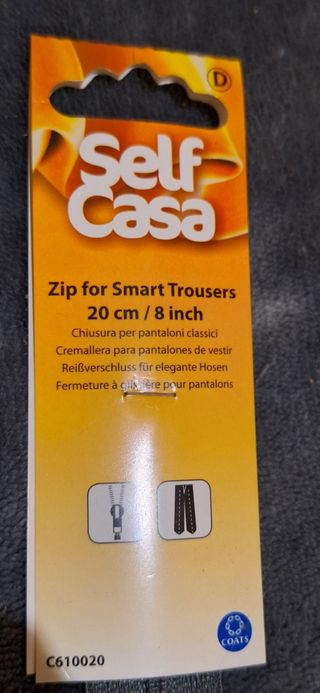 D
Self
Casa
Zip for Smart Trousers
20 cm / 8 inch
Chiusura per pantaloni classici
Cremallera para pantalones de vestir
Reißverschluss für elegante Hosen
Fermeture à glissière pour pantalons
COATS
C610020